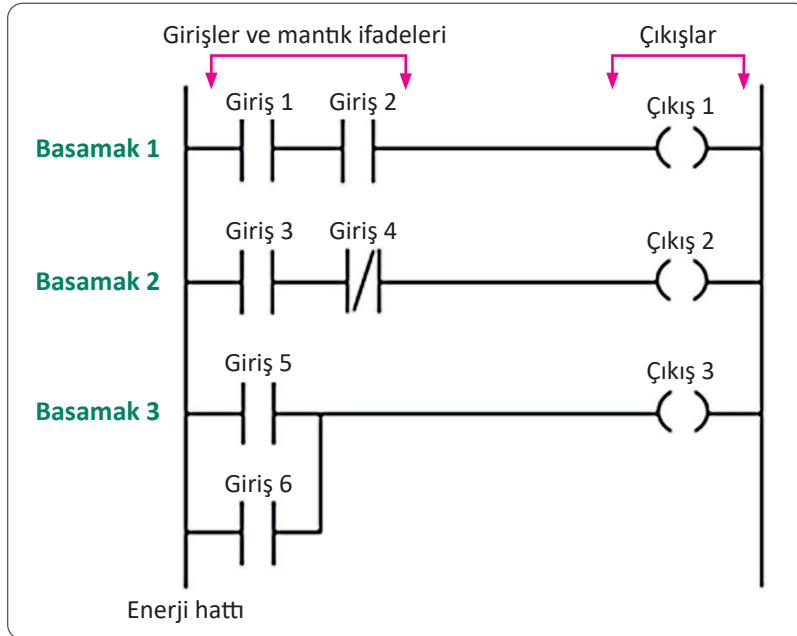 Girişler ve mantık ifadeleri Çıkışlar
Giriş 1 Giriş 2 Çıkış 1
Basamak 1
Giriş 3 Giriş 4 Çıkış 2
Basamak 2
Giriş 5 Çıkış 3
Basamak 3
Giriş 6
Enerji hattı